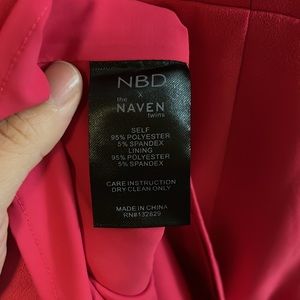 NBD
x
the
NAVEN
twins
SELF
95% POLYESTER
5% SPANDEX
LINING
95% POLYESTER
5% SPANDEX
CARE INSTRUCTION
DRY CLEAN ONLY
MADE IN CHINA
RN#132829